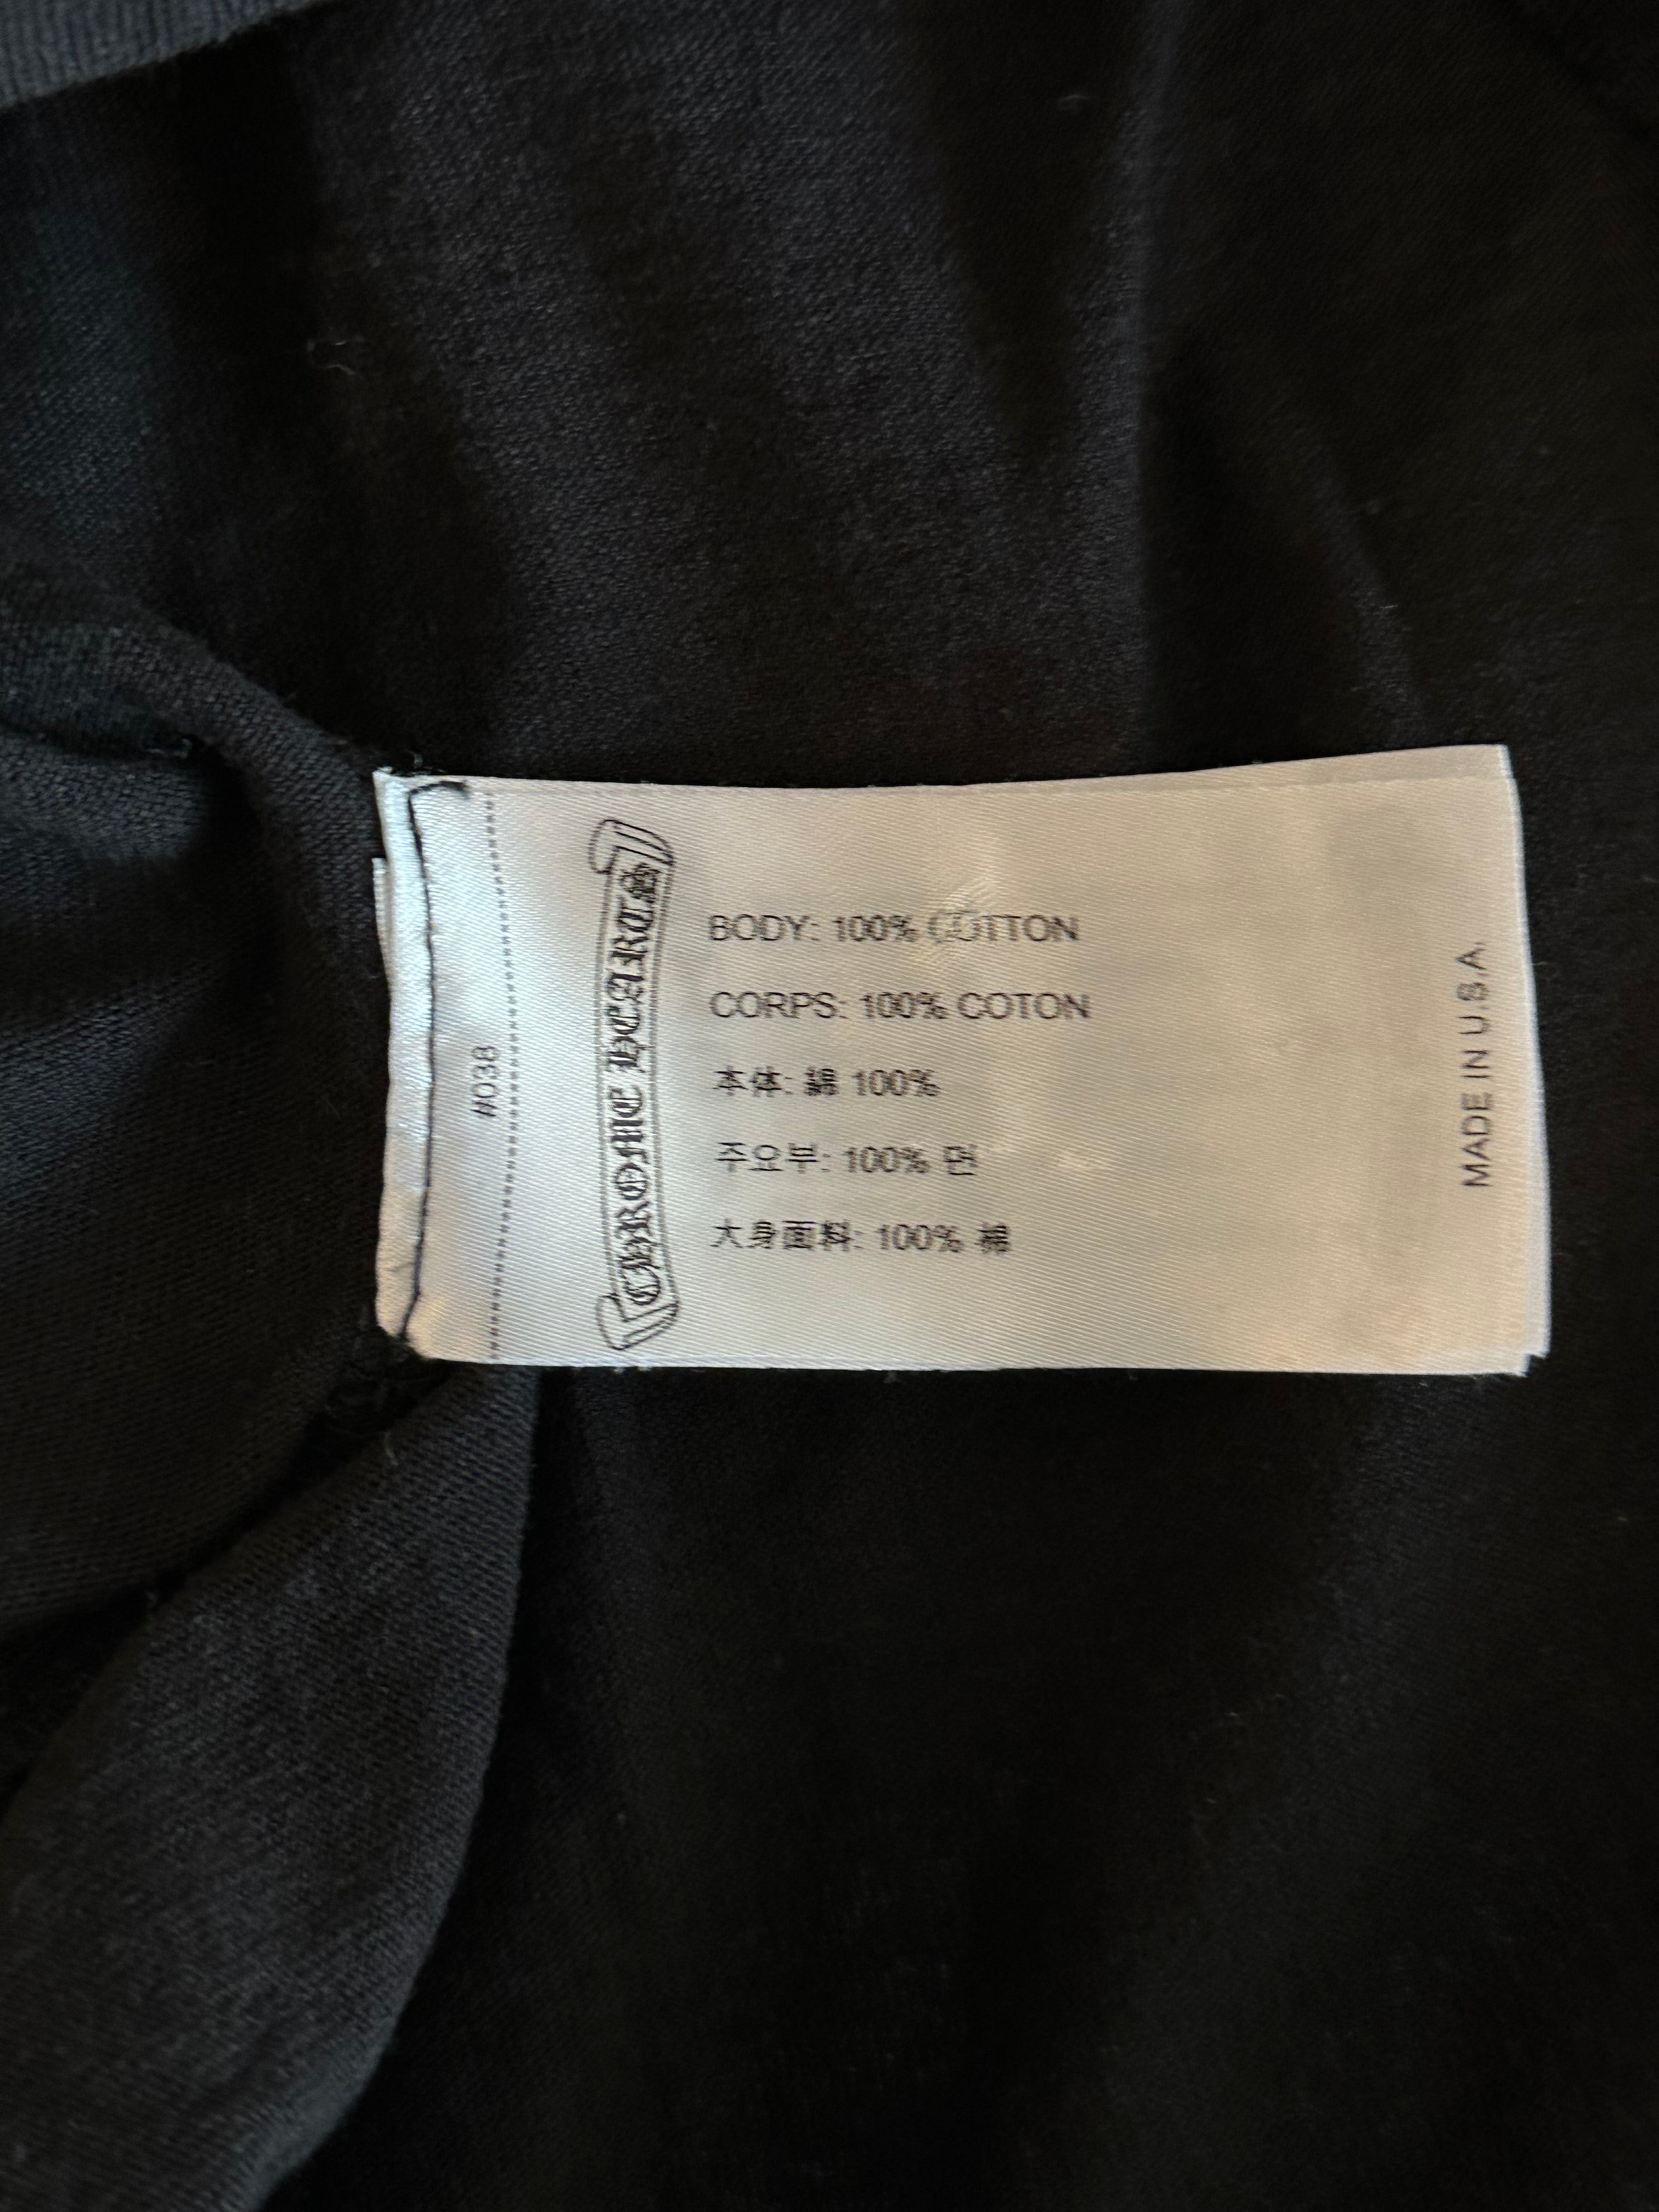 #038
CHROME HEARTS
BODY: 100% COTTON
CORPS: 100% COTON
本体: 綿 100%
주요부: 100% 면
大身面料: 100% 棉
MADE IN U.S.A.